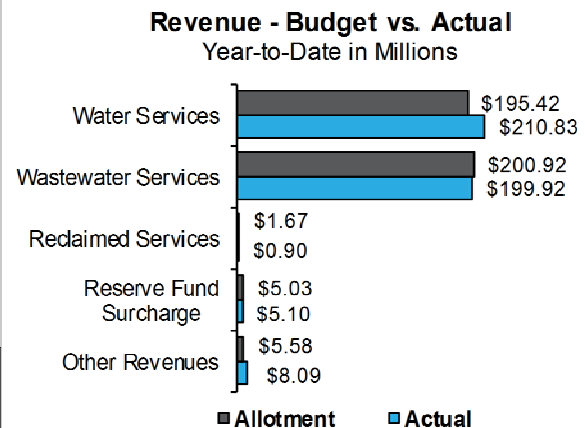 Revenue - Budget vs. Actual
Year-to-Date in Millions
Water Services
$195.42
$210.83
Wastewater Services
$200.92
$199.92
Reclaimed Services
$1.67
$0.90
Reserve Fund
Surcharge
$5.03
$5.10
Other Revenues
$5.58
$8.09
Allotment
Actual